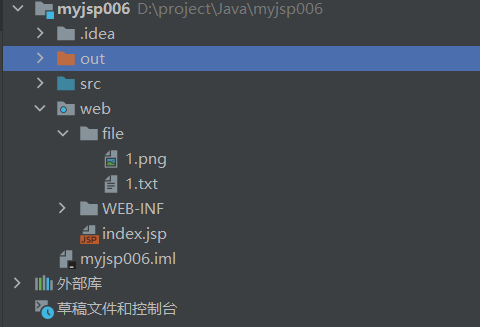 myjsp006 D:\project\Java\myjsp006
.idea
out
src
web
file
1.png
1.txt
WEB-INF
JSP index.jsp
myjsp006.iml
外部库
草稿文件和控制台